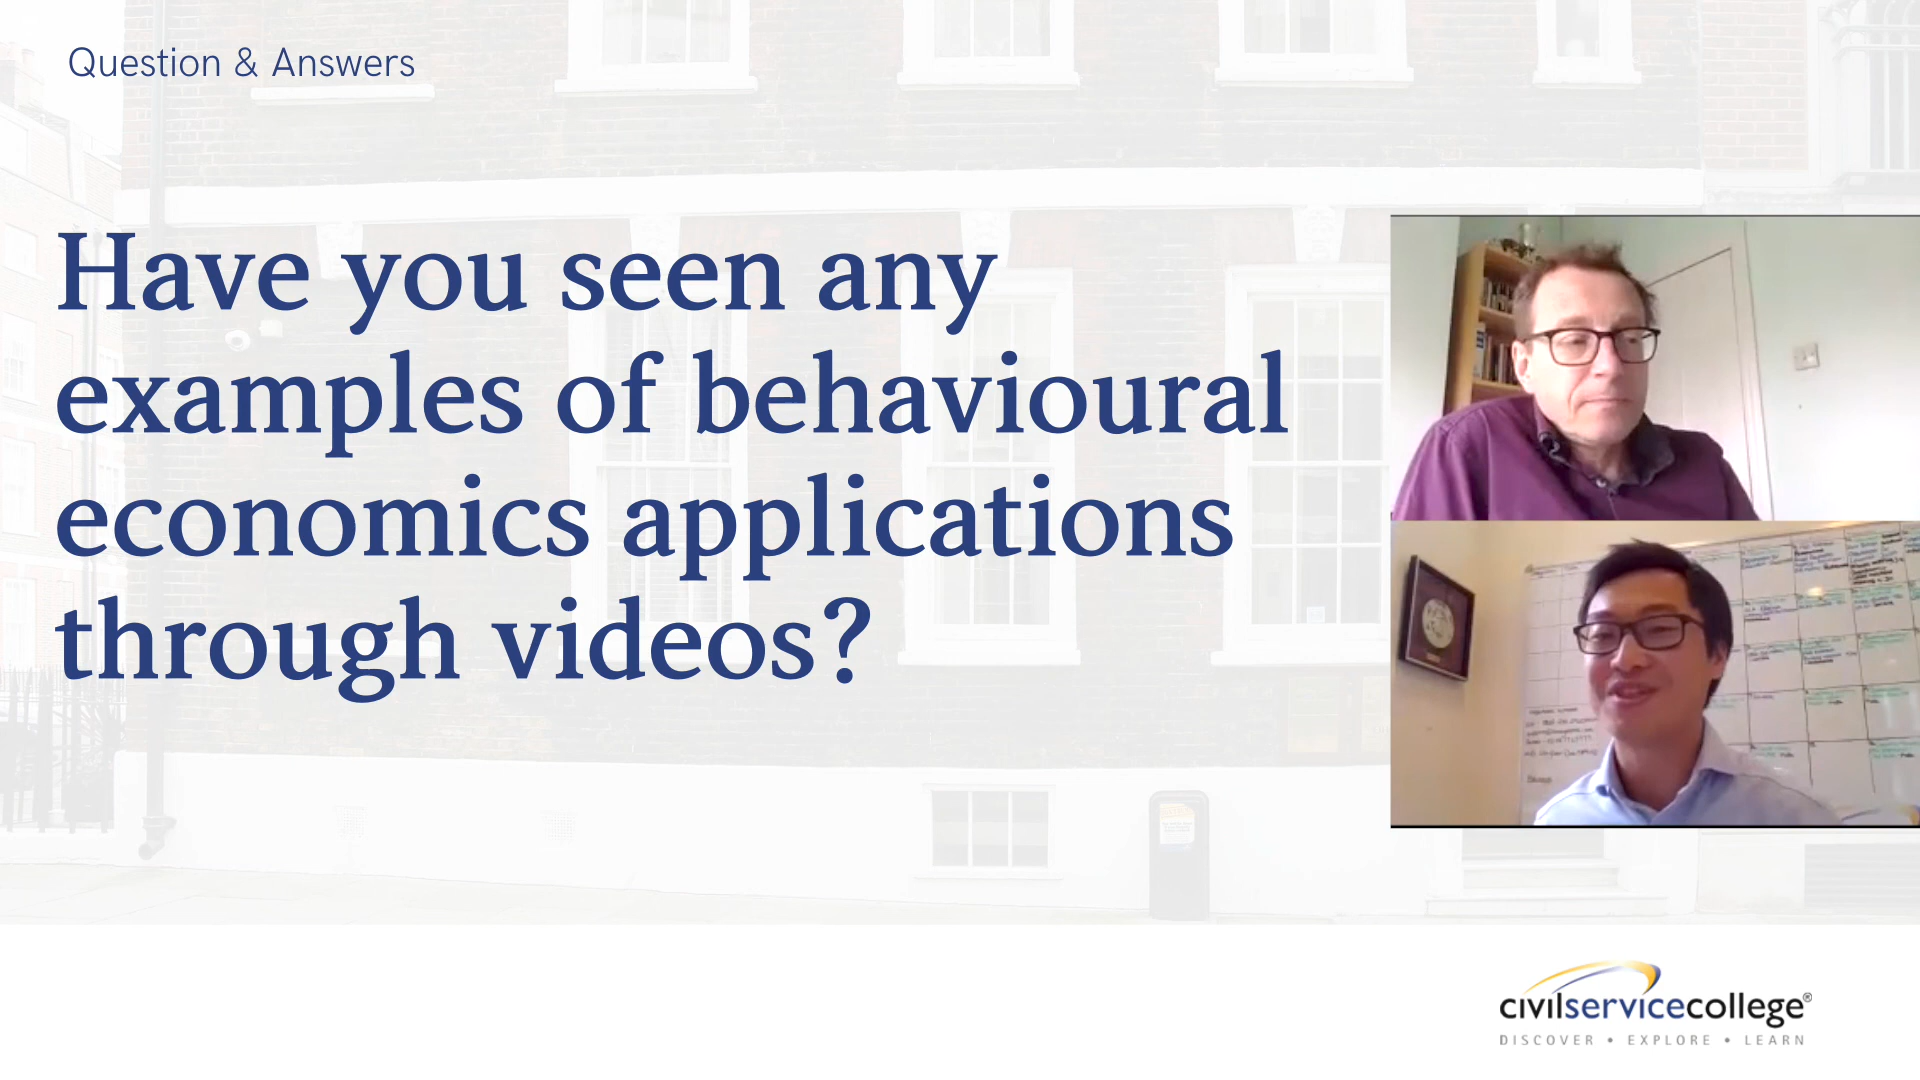 Question & Answers
Have you seen any
examples of behavioural
economics applications
through videos?
civilservicecollege®
DISCOVER • EXPLORE • LEARN